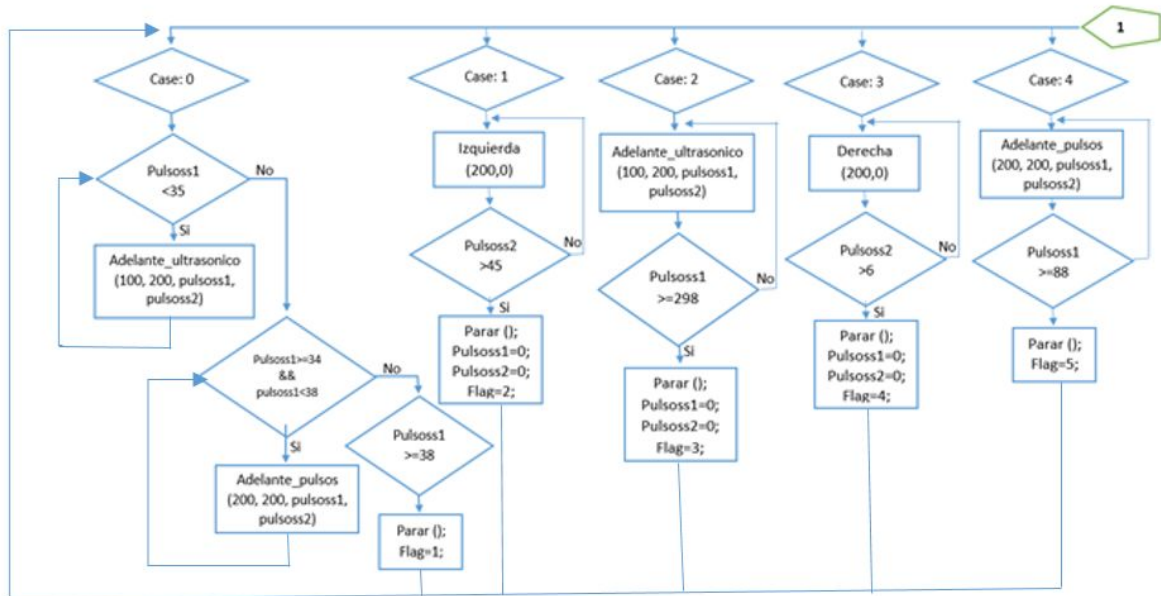 1
Case: 0
Case: 1
Case: 2
Case: 3
Case: 4
Pulsoss1
<35
No
Si
Adelante_ultrasonico
(100, 200, pulsoss1,
pulsoss2)
Pulsoss1>=34
&&
pulsoss1<38
No
Si
Adelante_pulsos
(200, 200, pulsoss1,
pulsoss2)
Pulsoss1
>=38
Parar ();
Flag=1;
Izquierda
(200,0)
Pulsoss2
>45
No
Si
Parar ();
Pulsoss1=0;
Pulsoss2=0;
Flag=2;
Adelante_ultrasonico
(100, 200, pulsoss1,
pulsoss2)
Pulsoss1
>=298
No
Si
Parar ();
Pulsoss1=0;
Pulsoss2=0;
Flag=3;
Derecha
(200,0)
Pulsoss2
>6
No
Si
Parar ();
Pulsoss1=0;
Pulsoss2=0;
Flag=4;
Adelante_pulsos
(200, 200, pulsoss1,
pulsoss2)
Pulsoss1
>=88
Parar ();
Flag=5;